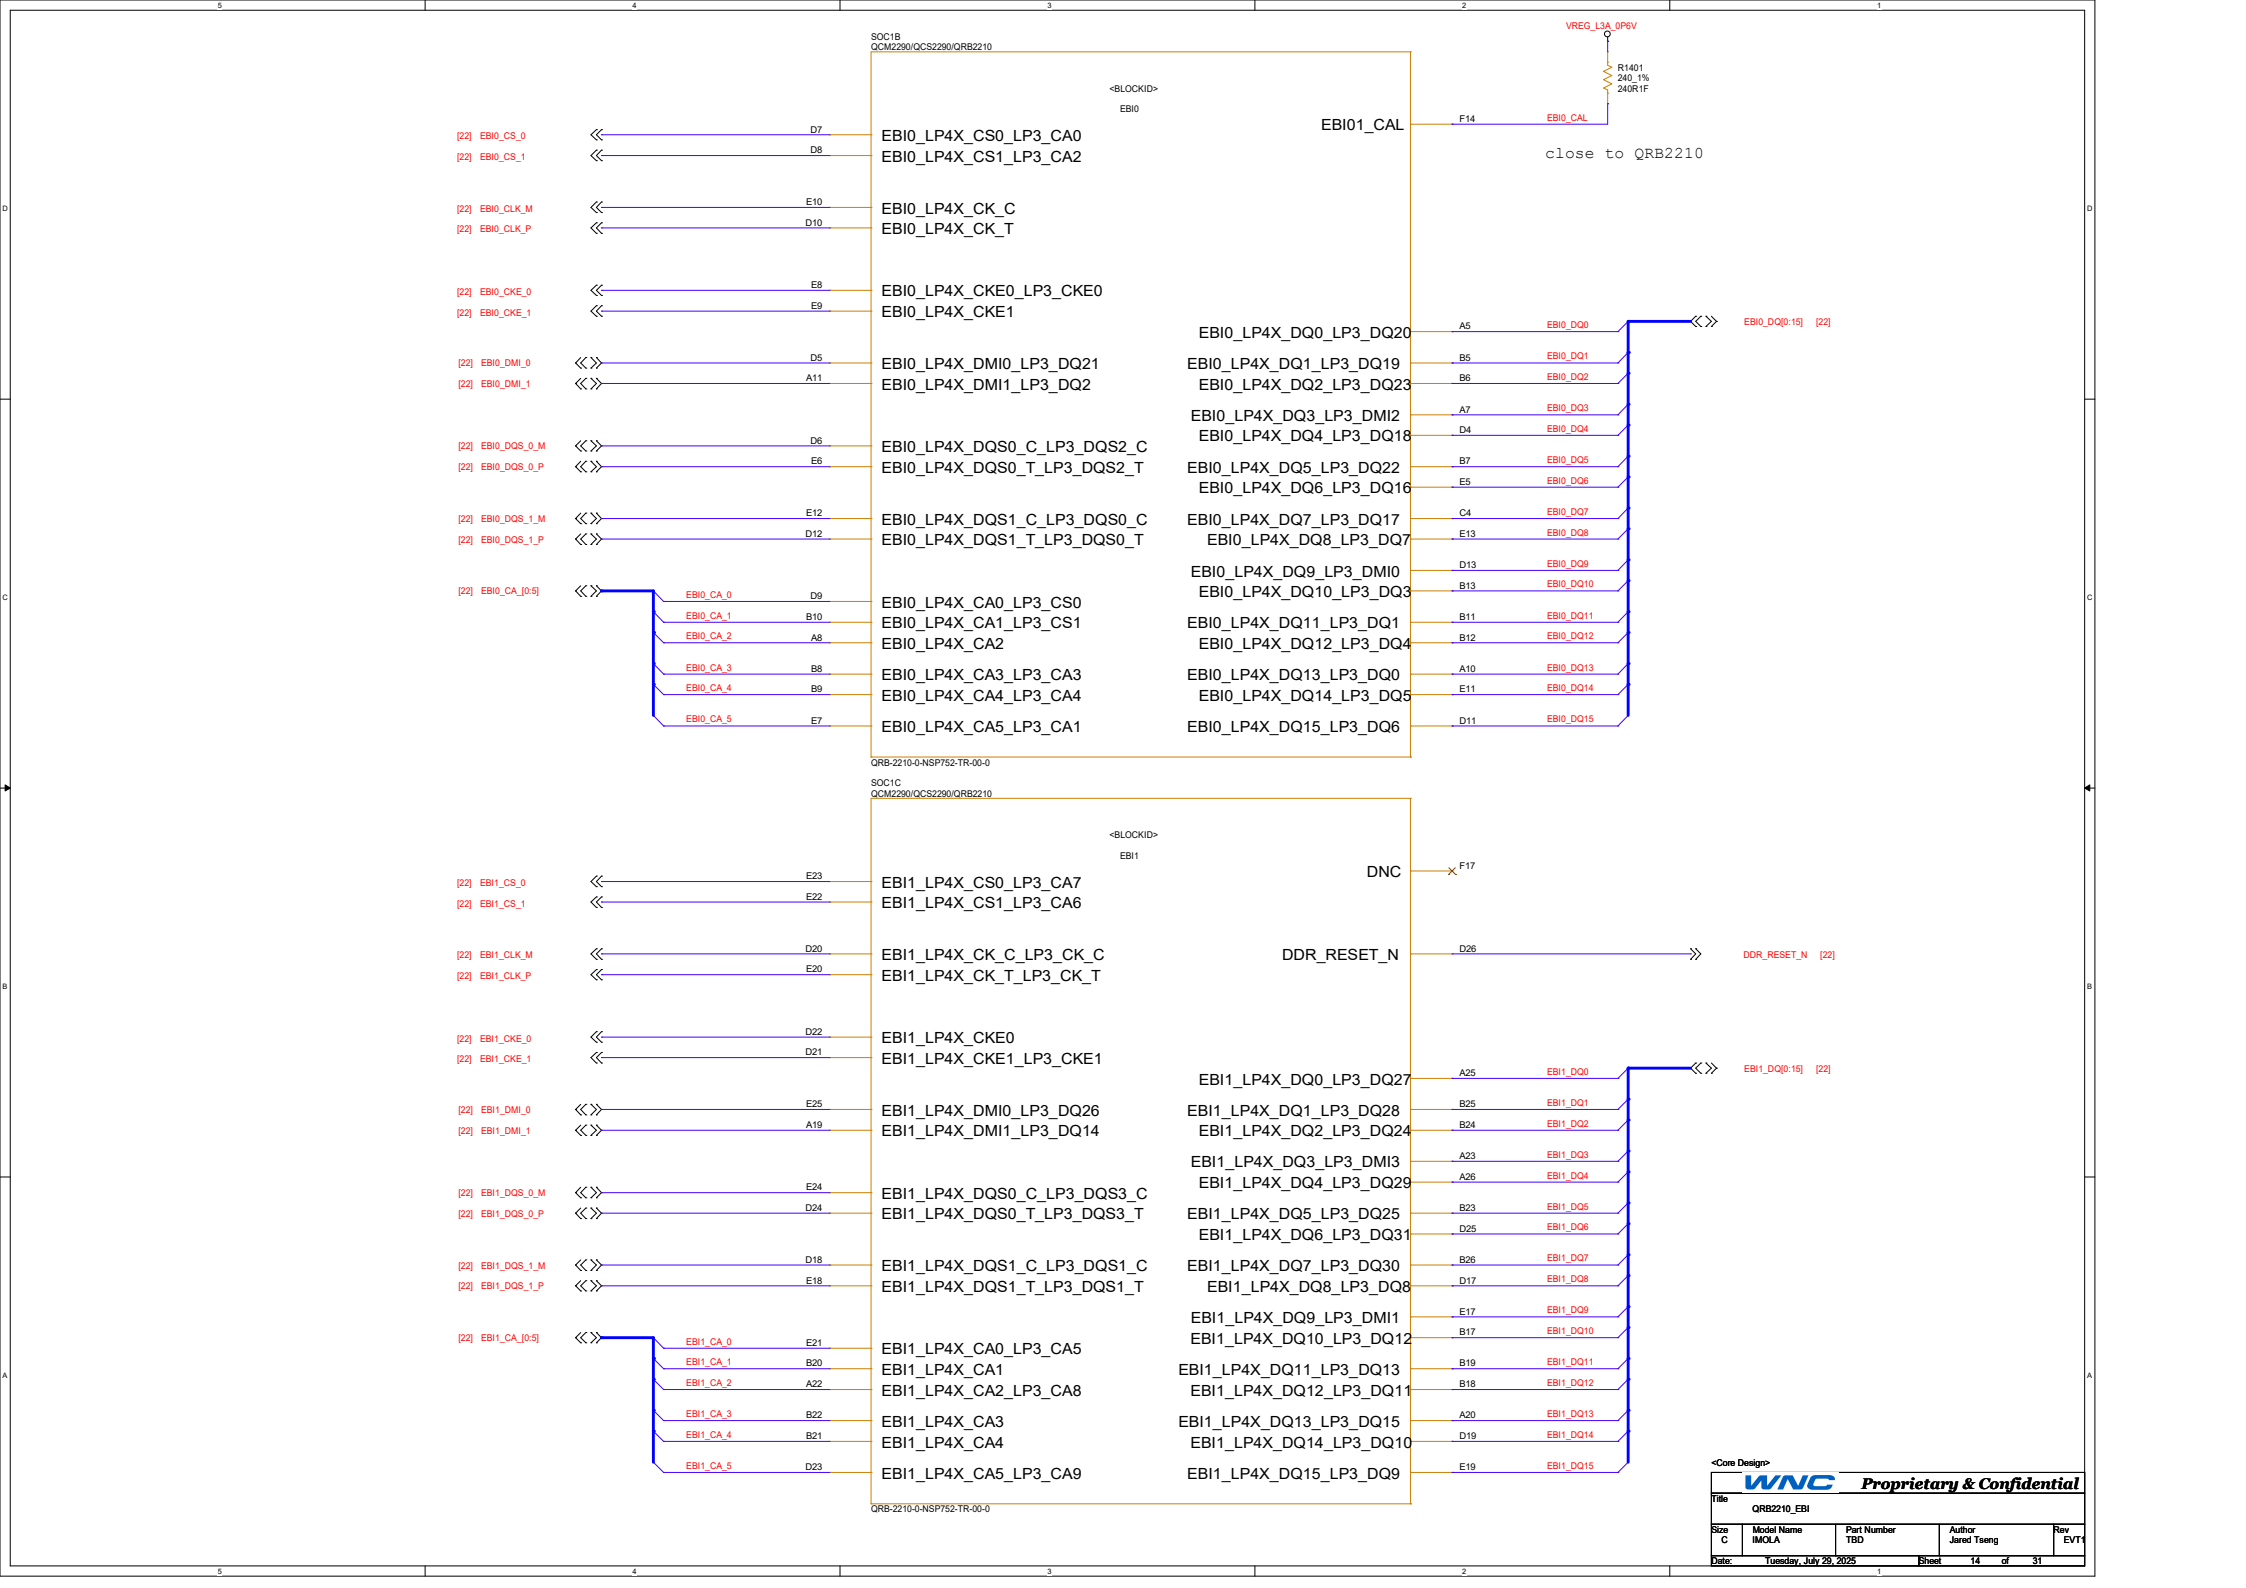 5 4 3 2 1
SOC1B
QCM2290/QCS2290/QRB2210
<BLOCKID>
EBI0
VREG_L3A_0P6V
R1401
240_1%
240R1F
EBI01_CAL F14 EBI0_CAL
close to QRB2210
[22] EBI0_CS_0 D7 EBI0_LP4X_CS0_LP3_CA0
[22] EBI0_CS_1 D8 EBI0_LP4X_CS1_LP3_CA2
[22] EBI0_CLK_M E10 EBI0_LP4X_CK_C
[22] EBI0_CLK_P D10 EBI0_LP4X_CK_T
[22] EBI0_CKE_0 E8 EBI0_LP4X_CKE0_LP3_CKE0
[22] EBI0_CKE_1 E9 EBI0_LP4X_CKE1
[22] EBI0_DMI_0 D5 EBI0_LP4X_DMI0_LP3_DQ21
[22] EBI0_DMI_1 A11 EBI0_LP4X_DMI1_LP3_DQ2
[22] EBI0_DQS_0_M D6 EBI0_LP4X_DQS0_C_LP3_DQS2_C
[22] EBI0_DQS_0_P E6 EBI0_LP4X_DQS0_T_LP3_DQS2_T
[22] EBI0_DQS_1_M E12 EBI0_LP4X_DQS1_C_LP3_DQS0_C
[22] EBI0_DQS_1_P D12 EBI0_LP4X_DQS1_T_LP3_DQS0_T
[22] EBI0_CA_[0:5]
EBI0_CA_0 D9 EBI0_LP4X_CA0_LP3_CS0
EBI0_CA_1 B10 EBI0_LP4X_CA1_LP3_CS1
EBI0_CA_2 A8 EBI0_LP4X_CA2
EBI0_CA_3 B8 EBI0_LP4X_CA3_LP3_CA3
EBI0_CA_4 B9 EBI0_LP4X_CA4_LP3_CA4
EBI0_CA_5 E7 EBI0_LP4X_CA5_LP3_CA1
EBI0_DQ[0:15] [22]
EBI0_LP4X_DQ0_LP3_DQ20 A5 EBI0_DQ0
EBI0_LP4X_DQ1_LP3_DQ19 B5 EBI0_DQ1
EBI0_LP4X_DQ2_LP3_DQ23 B6 EBI0_DQ2
EBI0_LP4X_DQ3_LP3_DMI2 A7 EBI0_DQ3
EBI0_LP4X_DQ4_LP3_DQ18 D4 EBI0_DQ4
EBI0_LP4X_DQ5_LP3_DQ22 B7 EBI0_DQ5
EBI0_LP4X_DQ6_LP3_DQ16 E5 EBI0_DQ6
EBI0_LP4X_DQ7_LP3_DQ17 C4 EBI0_DQ7
EBI0_LP4X_DQ8_LP3_DQ7 E13 EBI0_DQ8
EBI0_LP4X_DQ9_LP3_DMI0 D13 EBI0_DQ9
EBI0_LP4X_DQ10_LP3_DQ3 B13 EBI0_DQ10
EBI0_LP4X_DQ11_LP3_DQ1 B11 EBI0_DQ11
EBI0_LP4X_DQ12_LP3_DQ4 B12 EBI0_DQ12
EBI0_LP4X_DQ13_LP3_DQ0 A10 EBI0_DQ13
EBI0_LP4X_DQ14_LP3_DQ5 E11 EBI0_DQ14
EBI0_LP4X_DQ15_LP3_DQ6 D11 EBI0_DQ15
QRB-2210-0-NSP752-TR-00-0
D D
C C
SOC1C
QCM2290/QCS2290/QRB2210
<BLOCKID>
EBI1
DNC F17
DDR_RESET_N D26 DDR_RESET_N [22]
[22] EBI1_CS_0 E23 EBI1_LP4X_CS0_LP3_CA7
[22] EBI1_CS_1 E22 EBI1_LP4X_CS1_LP3_CA6
[22] EBI1_CLK_M D20 EBI1_LP4X_CK_C_LP3_CK_C
[22] EBI1_CLK_P E20 EBI1_LP4X_CK_T_LP3_CK_T
[22] EBI1_CKE_0 D22 EBI1_LP4X_CKE0
[22] EBI1_CKE_1 D21 EBI1_LP4X_CKE1_LP3_CKE1
[22] EBI1_DMI_0 E25 EBI1_LP4X_DMI0_LP3_DQ26
[22] EBI1_DMI_1 A19 EBI1_LP4X_DMI1_LP3_DQ14
[22] EBI1_DQS_0_M E24 EBI1_LP4X_DQS0_C_LP3_DQS3_C
[22] EBI1_DQS_0_P D24 EBI1_LP4X_DQS0_T_LP3_DQS3_T
[22] EBI1_DQS_1_M D18 EBI1_LP4X_DQS1_C_LP3_DQS1_C
[22] EBI1_DQS_1_P E18 EBI1_LP4X_DQS1_T_LP3_DQS1_T
[22] EBI1_CA_[0:5]
EBI1_CA_0 E21 EBI1_LP4X_CA0_LP3_CA5
EBI1_CA_1 B20 EBI1_LP4X_CA1
EBI1_CA_2 A22 EBI1_LP4X_CA2_LP3_CA8
EBI1_CA_3 B22 EBI1_LP4X_CA3
EBI1_CA_4 B21 EBI1_LP4X_CA4
EBI1_CA_5 D23 EBI1_LP4X_CA5_LP3_CA9
EBI1_DQ[0:15] [22]
EBI1_LP4X_DQ0_LP3_DQ27 A25 EBI1_DQ0
EBI1_LP4X_DQ1_LP3_DQ28 B25 EBI1_DQ1
EBI1_LP4X_DQ2_LP3_DQ24 B24 EBI1_DQ2
EBI1_LP4X_DQ3_LP3_DMI3 A23 EBI1_DQ3
EBI1_LP4X_DQ4_LP3_DQ29 A26 EBI1_DQ4
EBI1_LP4X_DQ5_LP3_DQ25 B23 EBI1_DQ5
EBI1_LP4X_DQ6_LP3_DQ31 D25 EBI1_DQ6
EBI1_LP4X_DQ7_LP3_DQ30 B26 EBI1_DQ7
EBI1_LP4X_DQ8_LP3_DQ8 D17 EBI1_DQ8
EBI1_LP4X_DQ9_LP3_DMI1 E17 EBI1_DQ9
EBI1_LP4X_DQ10_LP3_DQ12 B17 EBI1_DQ10
EBI1_LP4X_DQ11_LP3_DQ13 B19 EBI1_DQ11
EBI1_LP4X_DQ12_LP3_DQ11 B18 EBI1_DQ12
EBI1_LP4X_DQ13_LP3_DQ15 A20 EBI1_DQ13
EBI1_LP4X_DQ14_LP3_DQ10 D19 EBI1_DQ14
EBI1_LP4X_DQ15_LP3_DQ9 E19 EBI1_DQ15
QRB-2210-0-NSP752-TR-00-0
B B
A A
<Core Design>
WNC Proprietary & Confidential
Title
QRB2210_EBI
Size Model Name Part Number Author Rev
C IMOLA TBD Jared Tseng EVT1
Date: Tuesday, July 29, 2025 Sheet 14 of 31
5 4 3 2 1